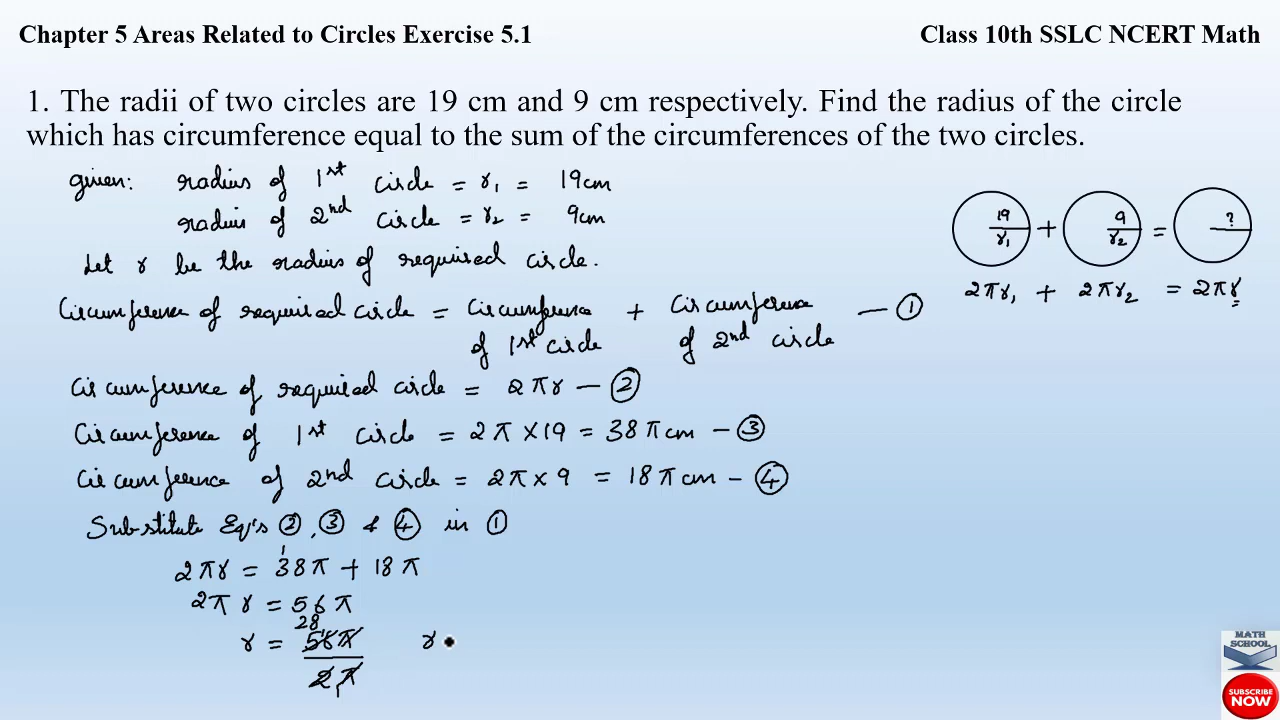 Chapter 5 Areas Related to Circles Exercise 5.1
Class 10th SSLC NCERT Math
1. The radii of two circles are 19 cm and 9 cm respectively. Find the radius of the circle
which has circumference equal to the sum of the circumferences of the two circles.
given: radius of 1st circle = r₁ = 19cm
radius of 2nd circle = r₂ = 9cm
Let r be the radius of required circle.
Circumference of required circle = circumference + circumference — ①
of 1st circle of 2nd circle
Circumference of required circle = 2πr — ②
Circumference of 1st circle = 2π×19 = 38π cm — ③
Circumference of 2nd circle = 2π×9 = 18π cm — ④
Substitute Eq's ②, ③ & ④ in ①
1
2πr = 38π + 18π
2πr = 56π
28
r = 56π r
2π
1
19 + 9 = ?
r₁ r₂
2πr₁ + 2πr₂ = 2πr
MATH
SCHOOL
SUBSCRIBE
NOW